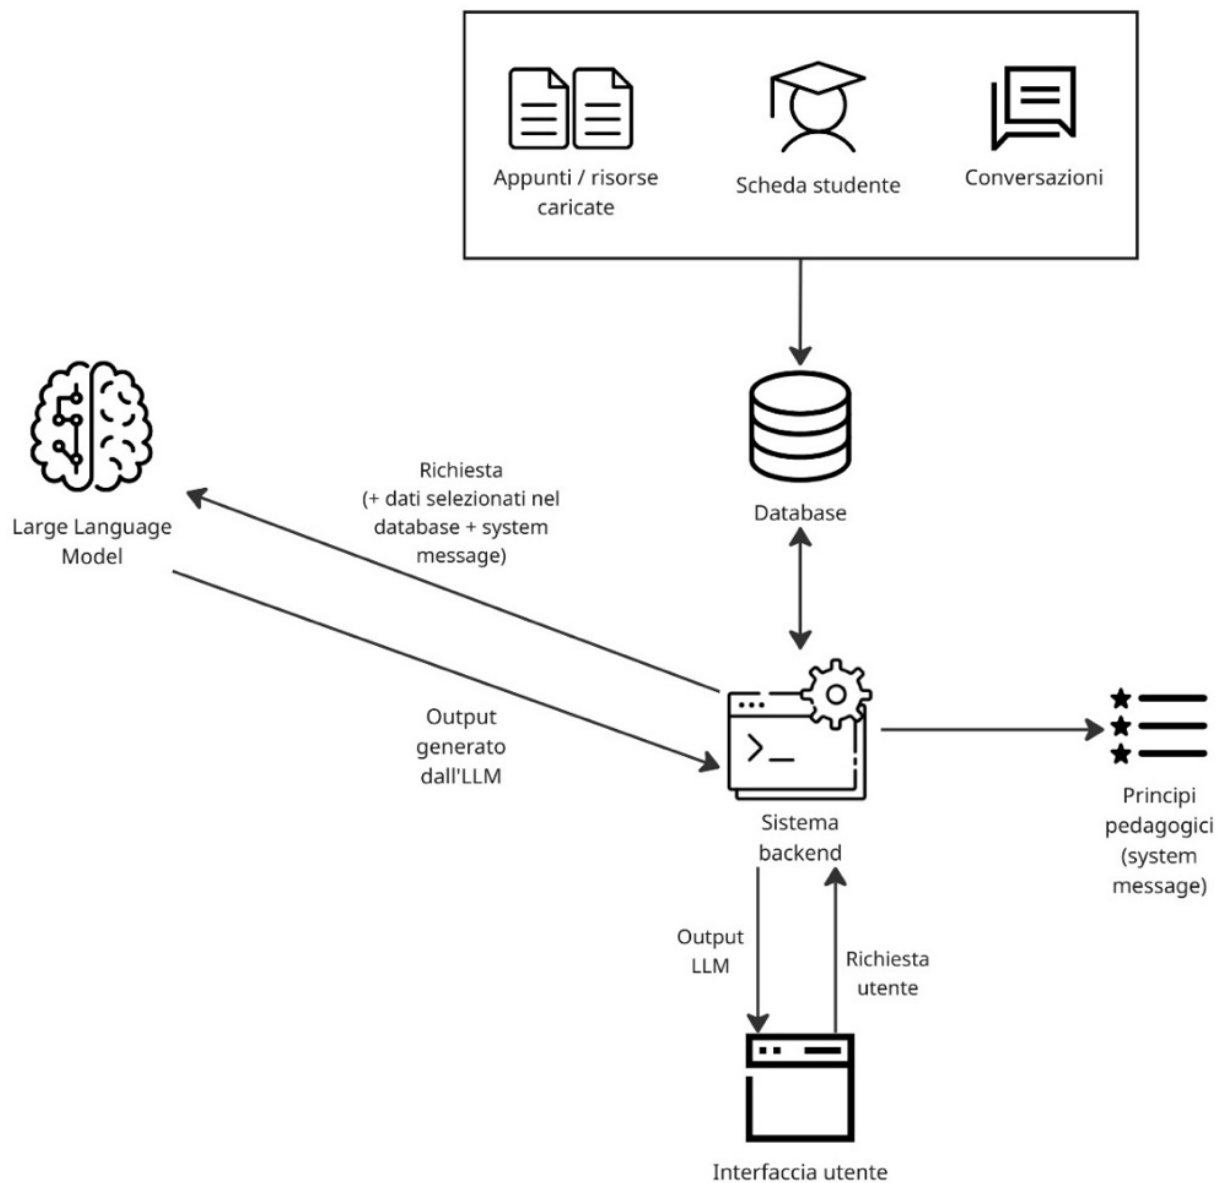 Appunti / risorse
caricate
Scheda studente
Conversazioni
Database
Large Language
Model
Richiesta
(+ dati selezionati nel
database + system
message)
Output
generato
dall'LLM
Sistema
backend
Principi
pedagogici
(system
message)
Output
LLM
Richiesta
utente
Interfaccia utente